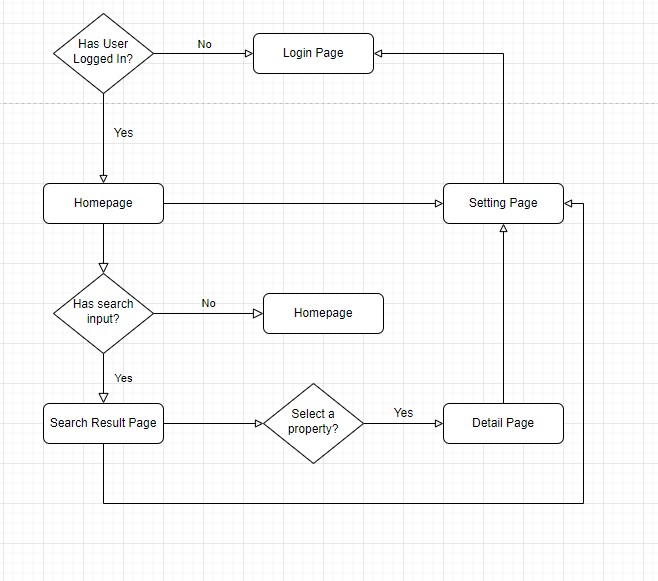 Has User
Logged In?
No
Login Page
Yes
Homepage
Setting Page
Has search
input?
No
Homepage
Yes
Search Result Page
Select a
property?
Yes
Detail Page